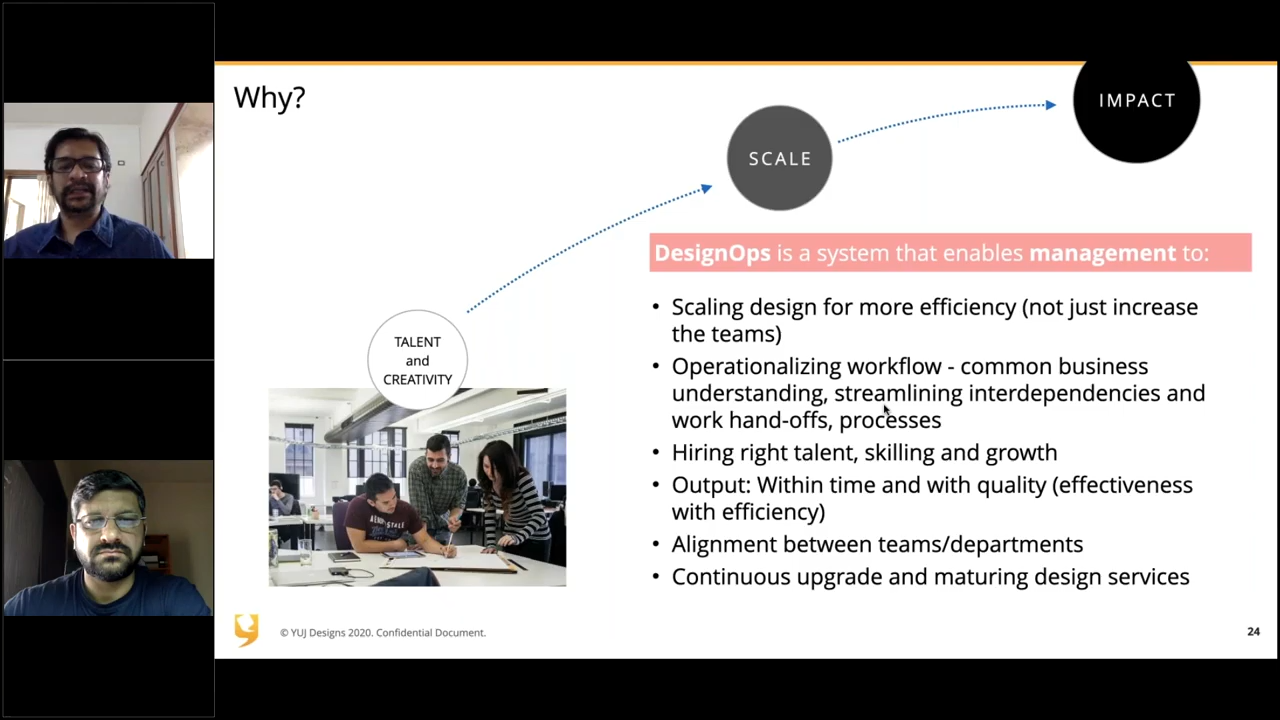 Why?
IMPACT
SCALE
TALENT
and
CREATIVITY
DesignOps is a system that enables management to:
• Scaling design for more efficiency (not just increase
the teams)
• Operationalizing workflow - common business
understanding, streamlining interdependencies and
work hand-offs, processes
• Hiring right talent, skilling and growth
• Output: Within time and with quality (effectiveness
with efficiency)
• Alignment between teams/departments
• Continuous upgrade and maturing design services
© YUJ Designs 2020. Confidential Document.
24